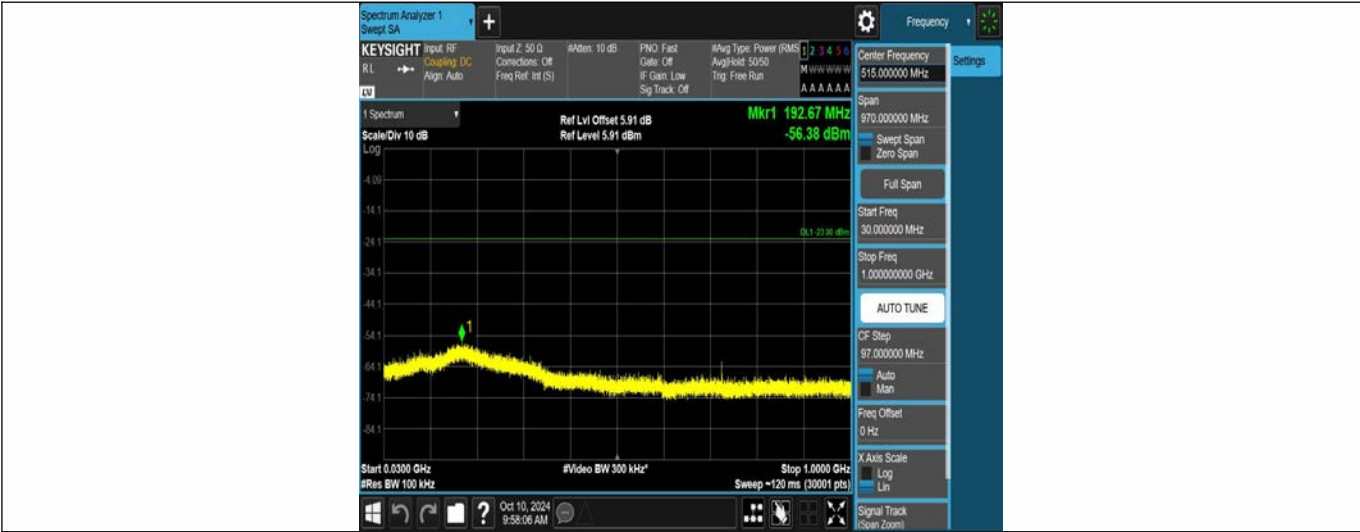 Spectrum Analyzer 1
Swept SA
+
Frequency
KEYSIGHT
RL
Input: RF
Coupling: DC
Align: Auto
Input Z: 50 Ω
Corrections: Off
Freq Ref: Int (S)
#Atten: 10 dB
PNO: Fast
Gate: Off
IF Gain: Low
Sig Track: Off
#Avg Type: Power (RMS
Avg|Hold: 50/50
Trig: Free Run
1 2 3 4 5 6
M W W W W W
A A A A A A
Center Frequency
515.000000 MHz
Settings
Span
970.000000 MHz
Swept Span
Zero Span
Full Span
Start Freq
30.000000 MHz
Stop Freq
1.000000000 GHz
AUTO TUNE
CF Step
97.000000 MHz
Auto
Man
Freq Offset
0 Hz
X Axis Scale
Log
Lin
Signal Track
(Span Zoom)
1 Spectrum
Scale/Div 10 dB
Log
Ref Lvl Offset 5.91 dB
Ref Level 5.91 dBm
Mkr1 192.67 MHz
-56.38 dBm
-4.09
-14.1
DL1 -23.00 dBm
-24.1
-34.1
-44.1
-54.1
1
-64.1
-74.1
-84.1
Start 0.0300 GHz
#Video BW 300 kHz*
Stop 1.0000 GHz
#Res BW 100 kHz
Sweep ~120 ms (30001 pts)
?
Oct 10, 2024
9:58:06 AM